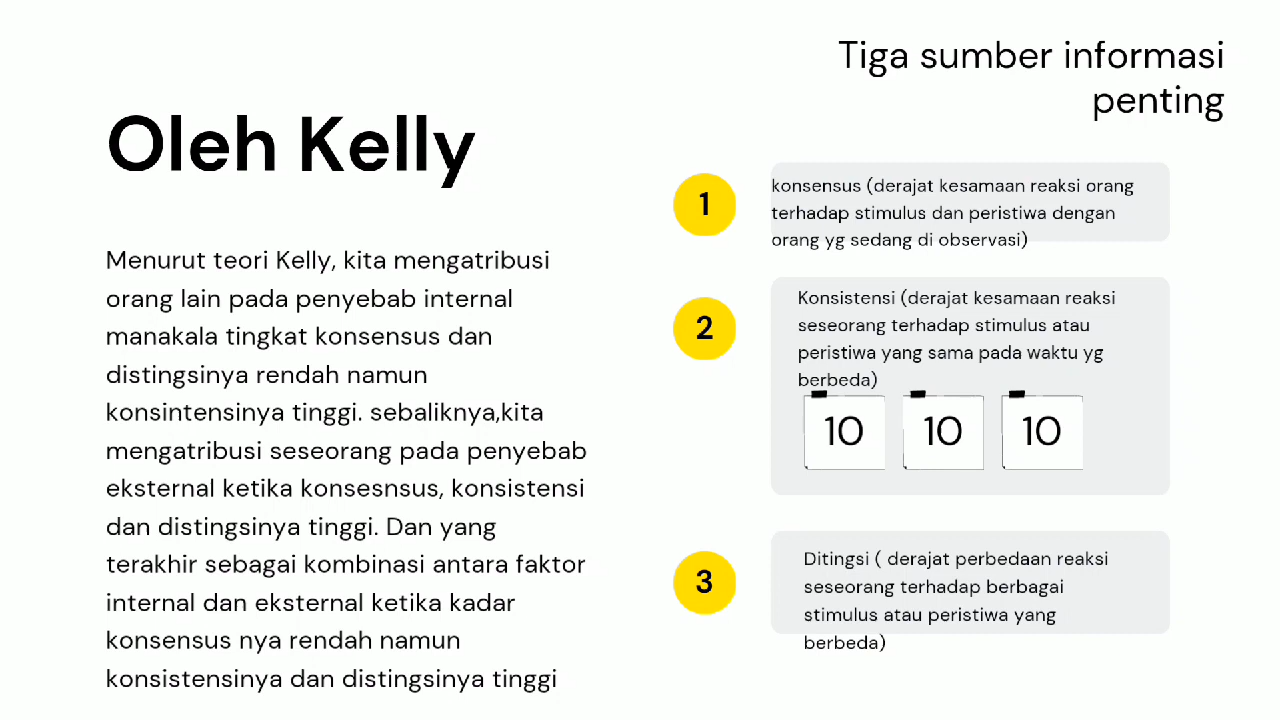 Oleh Kelly
Menurut teori Kelly, kita mengatribusi
orang lain pada penyebab internal
manakala tingkat konsensus dan
distingsinya rendah namun
konsintensinya tinggi. sebaliknya,kita
mengatribusi seseorang pada penyebab
eksternal ketika konsesnsus, konsistensi
dan distingsinya tinggi. Dan yang
terakhir sebagai kombinasi antara faktor
internal dan eksternal ketika kadar
konsensus nya rendah namun
konsistensinya dan distingsinya tinggi
Tiga sumber informasi
penting
1
konsensus (derajat kesamaan reaksi orang
terhadap stimulus dan peristiwa dengan
orang yg sedang di observasi)
2
Konsistensi (derajat kesamaan reaksi
seseorang terhadap stimulus atau
peristiwa yang sama pada waktu yg
berbeda)
10 10 10
3
Ditingsi ( derajat perbedaan reaksi
seseorang terhadap berbagai
stimulus atau peristiwa yang
berbeda)